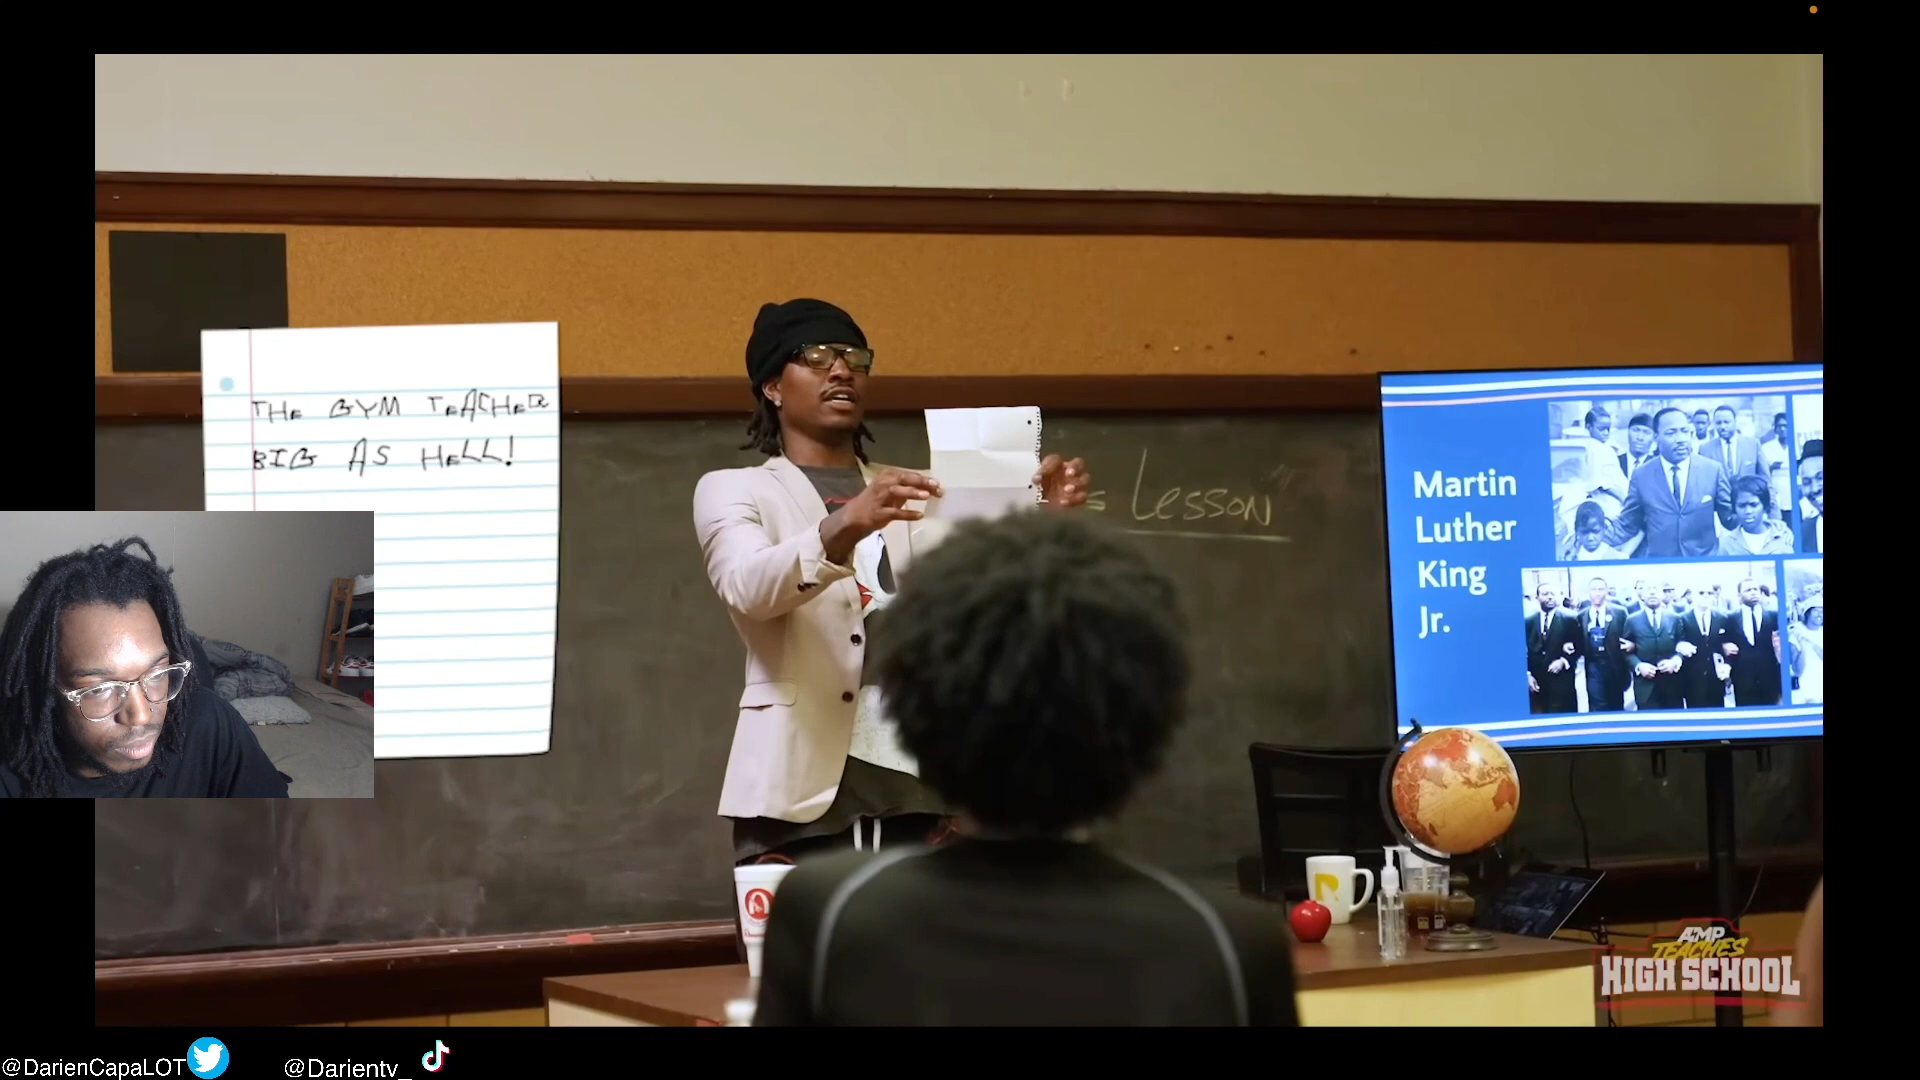 THE GYM TEACHER
BIG AS HELL!
Lesson
Martin
Luther
King
Jr.
AMP
TEACHES
HIGH SCHOOL
@DarienCapaLOT
@Darientv_